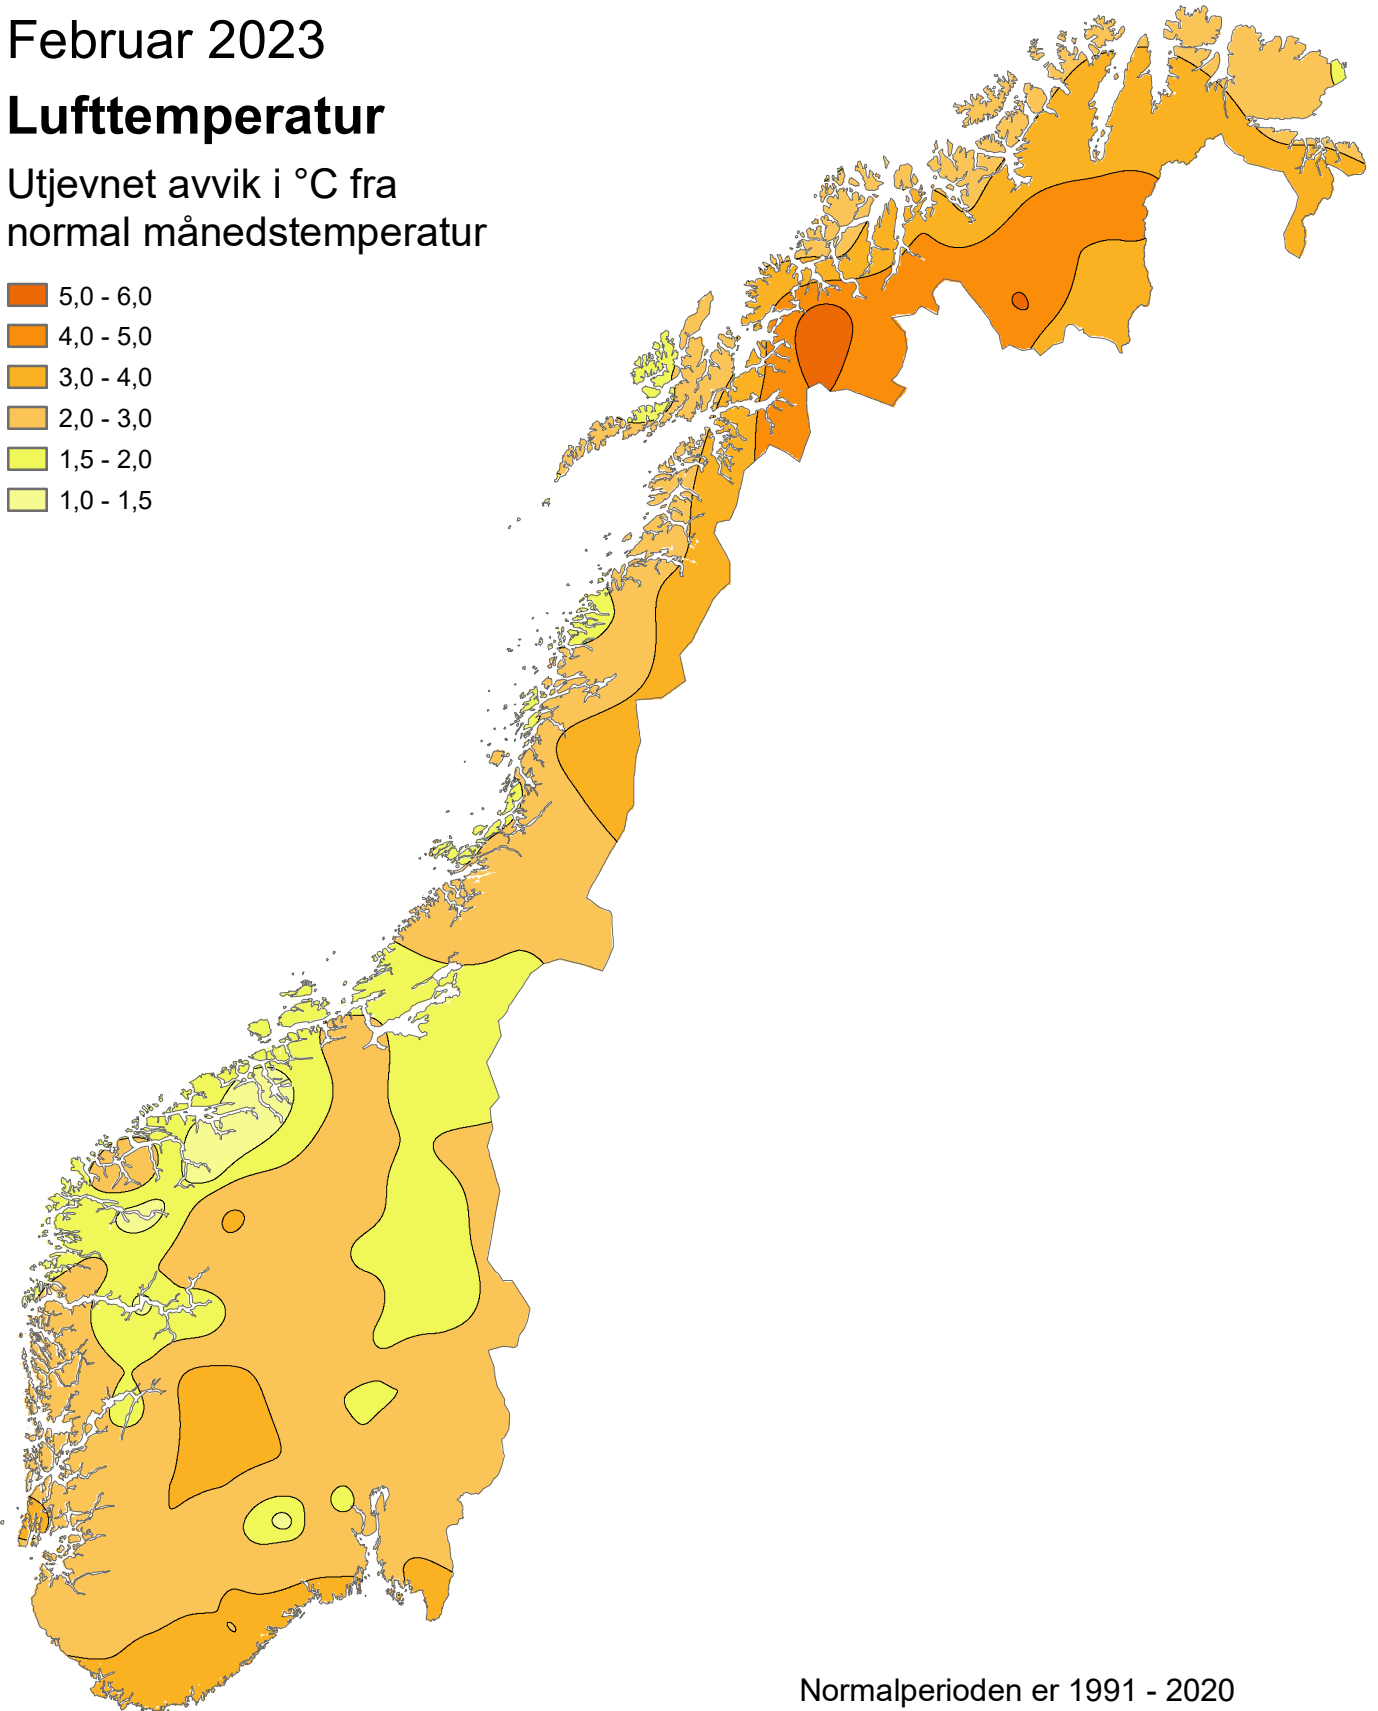 Februar 2023
Lufttemperatur
Utjevnet avvik i °C fra
normal månedstemperatur
5,0 - 6,0
4,0 - 5,0
3,0 - 4,0
2,0 - 3,0
1,5 - 2,0
1,0 - 1,5
Normalperioden er 1991 - 2020